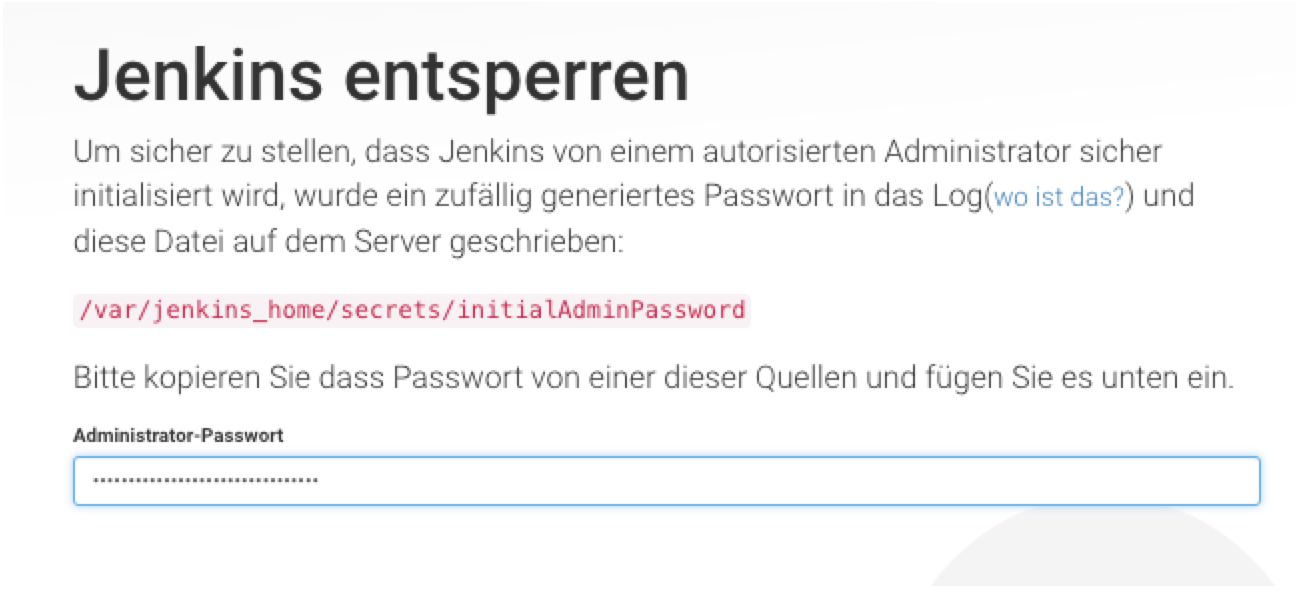 Jenkins entsperren
Um sicher zu stellen, dass Jenkins von einem autorisierten Administrator sicher
initialisiert wird, wurde ein zufällig generiertes Passwort in das Log(wo ist das?) und
diese Datei auf dem Server geschrieben:
/var/jenkins_home/secrets/initialAdminPassword
Bitte kopieren Sie dass Passwort von einer dieser Quellen und fügen Sie es unten ein.
Administrator-Passwort